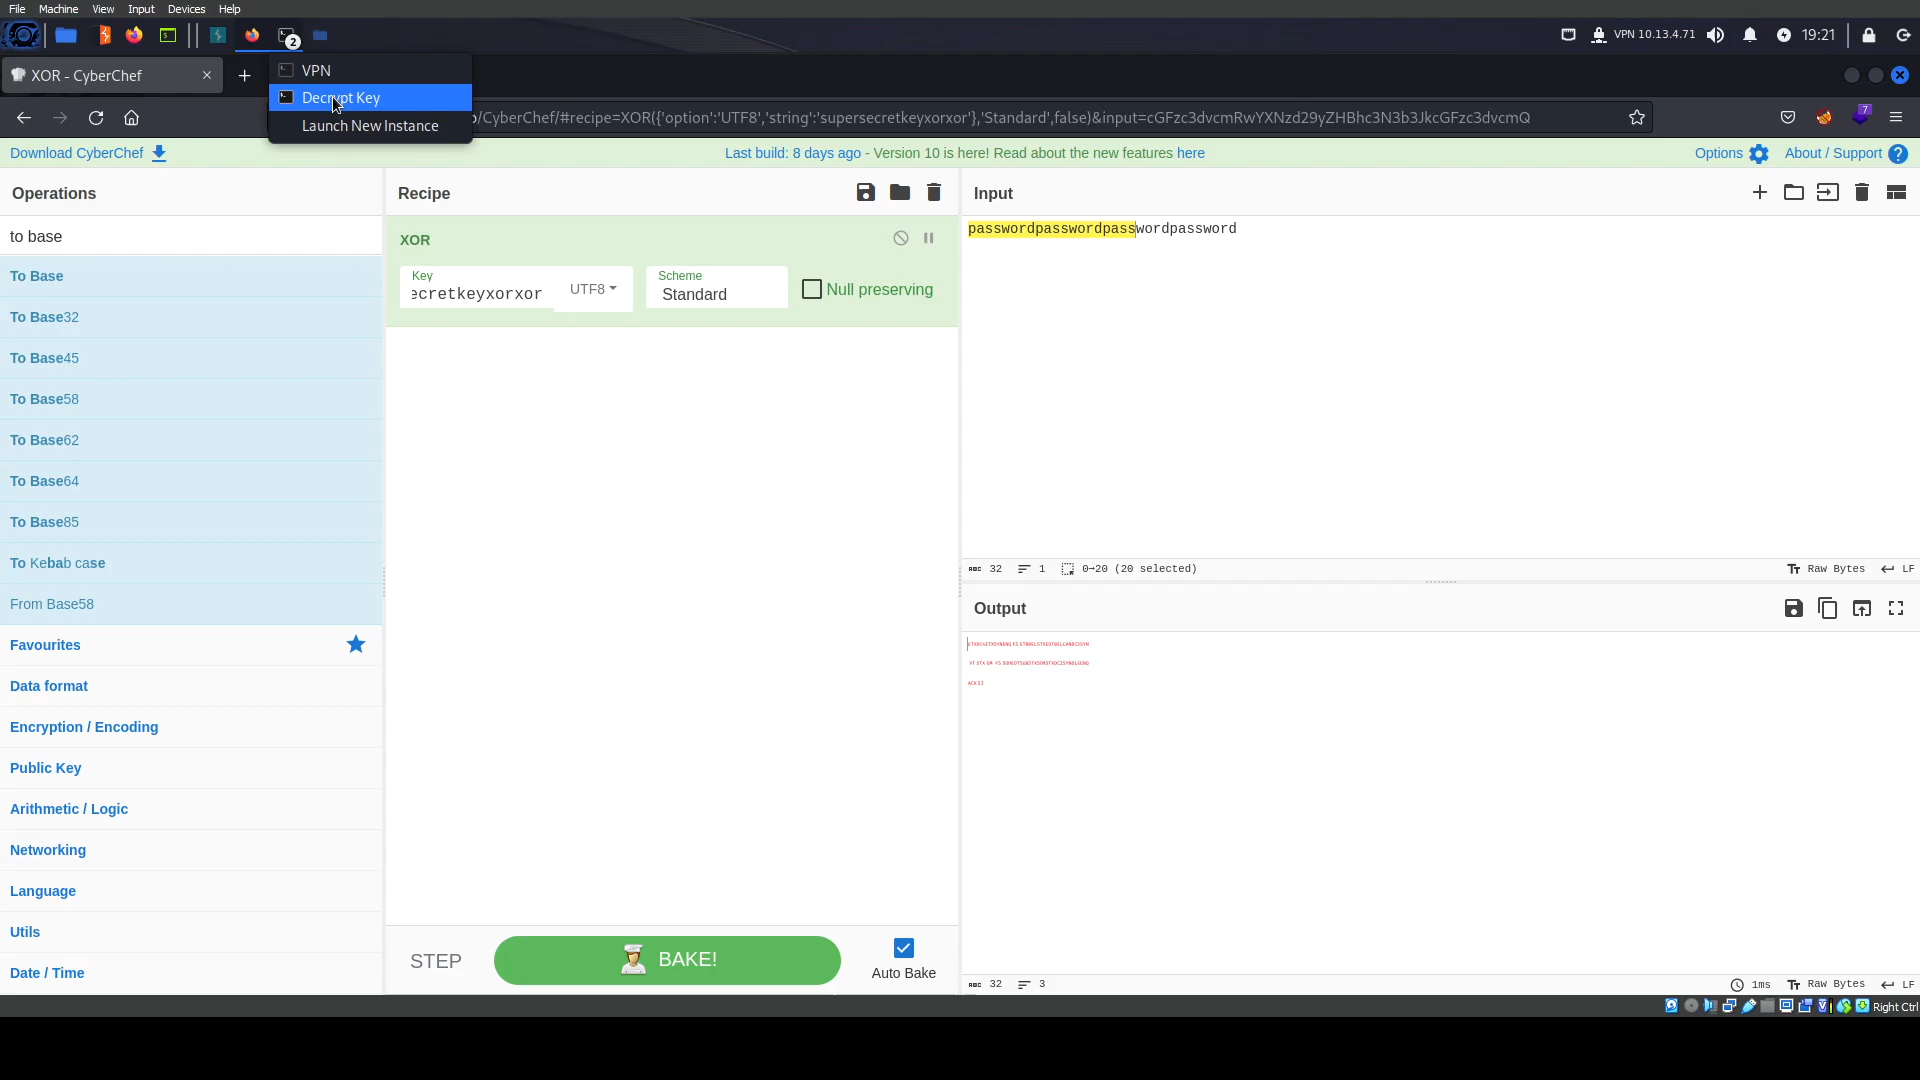 File Machine View Input Devices Help
2
VPN 10.13.4.71 19:21
XOR - CyberChef
VPN
Decrypt Key
Launch New Instance
/CyberChef/#recipe=XOR({'option':'UTF8','string':'supersecretkeyxorxor'},'Standard',false)&input=cGFzc3dvcmRwYXNzd29yZHBhc3N3b3JkcGFzc3dvcmQ
7
Download CyberChef
Last build: 8 days ago - Version 10 is here! Read about the new features here
Options About / Support
Operations
Recipe
Input
to base
XOR
passwordpasswordpasswordpassword
Key
ecretkeyxorxor
UTF8
Scheme
Standard
Null preserving
To Base
To Base32
To Base45
To Base58
To Base62
To Base64
To Base85
To Kebab case
From Base58
Favourites
Data format
Encryption / Encoding
Public Key
Arithmetic / Logic
Networking
Language
Utils
Date / Time
ABC 32 1 0→20 (20 selected)
Raw Bytes LF
Output
STEP
BAKE!
Auto Bake
ABC 32 3
1ms Raw Bytes LF
Right Ctrl